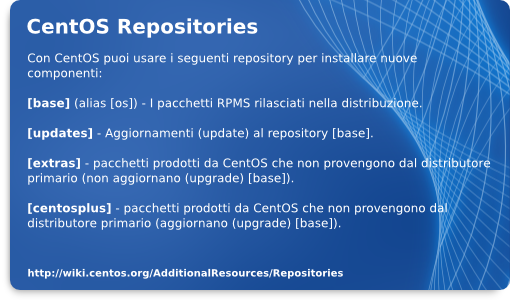 CentOS Repositories
Con CentOS puoi usare i seguenti repository per installare nuove
componenti:
[base] (alias [os]) - I pacchetti RPMS rilasciati nella distribuzione.
[updates] - Aggiornamenti (update) al repository [base].
[extras] - pacchetti prodotti da CentOS che non provengono dal distributore
primario (non aggiornano (upgrade) [base]).
[centosplus] - pacchetti prodotti da CentOS che non provengono dal
distributore primario (aggiornano (upgrade) [base]).
http://wiki.centos.org/AdditionalResources/Repositories